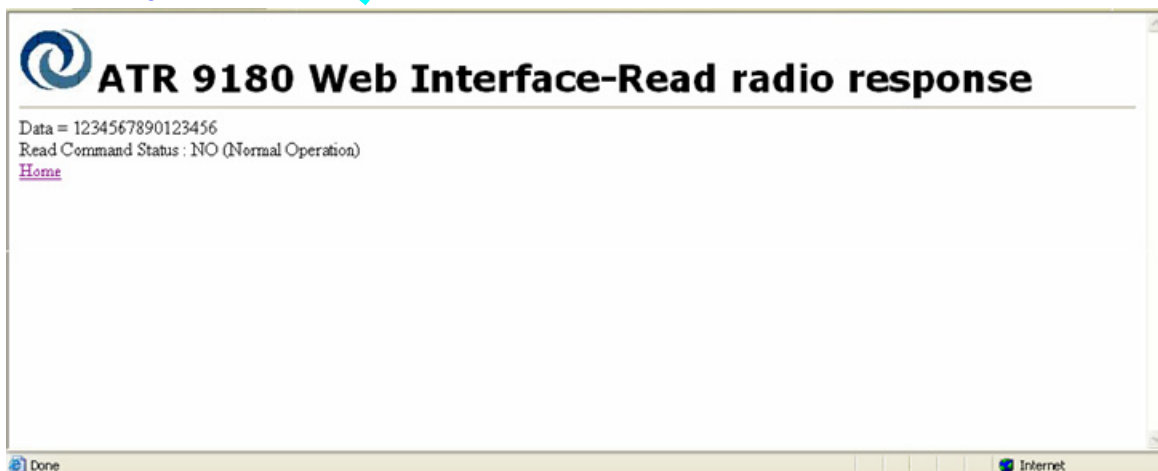 ATR 9180 Web Interface-Read radio response
Data = 1234567890123456
Read Command Status : NO (Normal Operation)
Home
Done
Internet